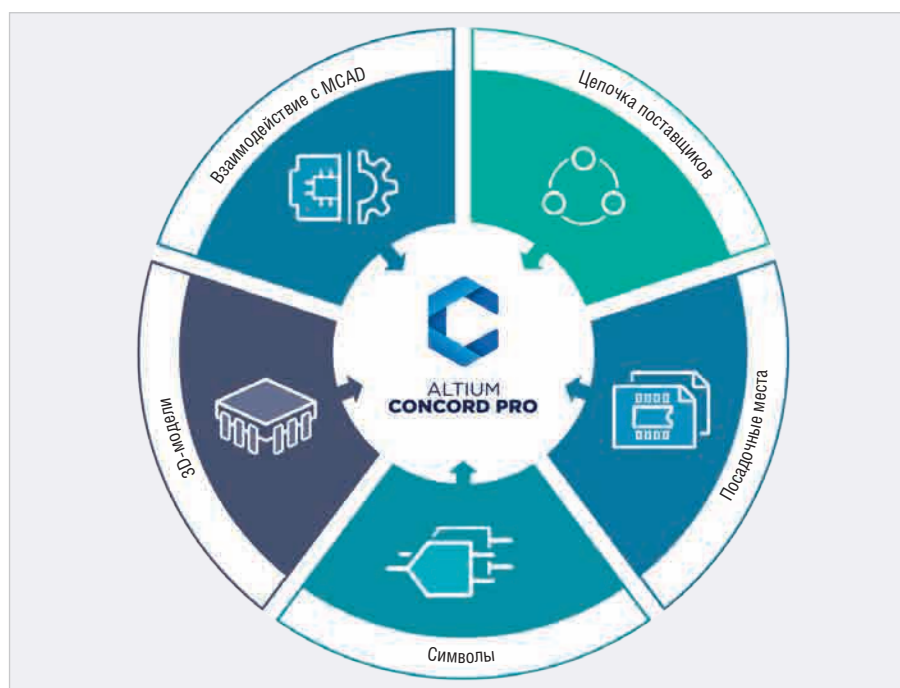 Взаимодействие с MCAD
Цепочка поставщиков
ALTIUM
CONCORD PRO
3D-модели
Посадочные места
Символы